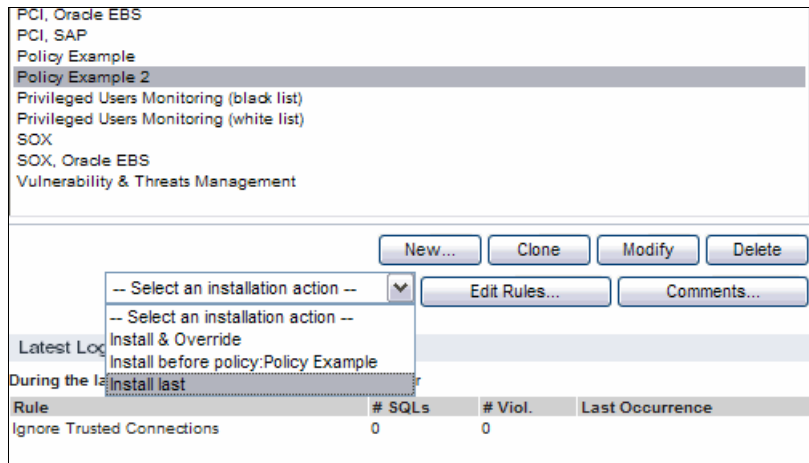 PCI, Oracle EBS
PCI, SAP
Policy Example
Policy Example 2
Privileged Users Monitoring (black list)
Privileged Users Monitoring (white list)
SOX
SOX, Oracle EBS
Vulnerability & Threats Management
New... Clone Modify Delete
-- Select an installation action -- Edit Rules... Comments...
-- Select an installation action --
Install & Override
Latest Log
Install before policy:Policy Example
During the la
Install last
r
Rule # SQLs # Viol. Last Occurrence
Ignore Trusted Connections 0 0